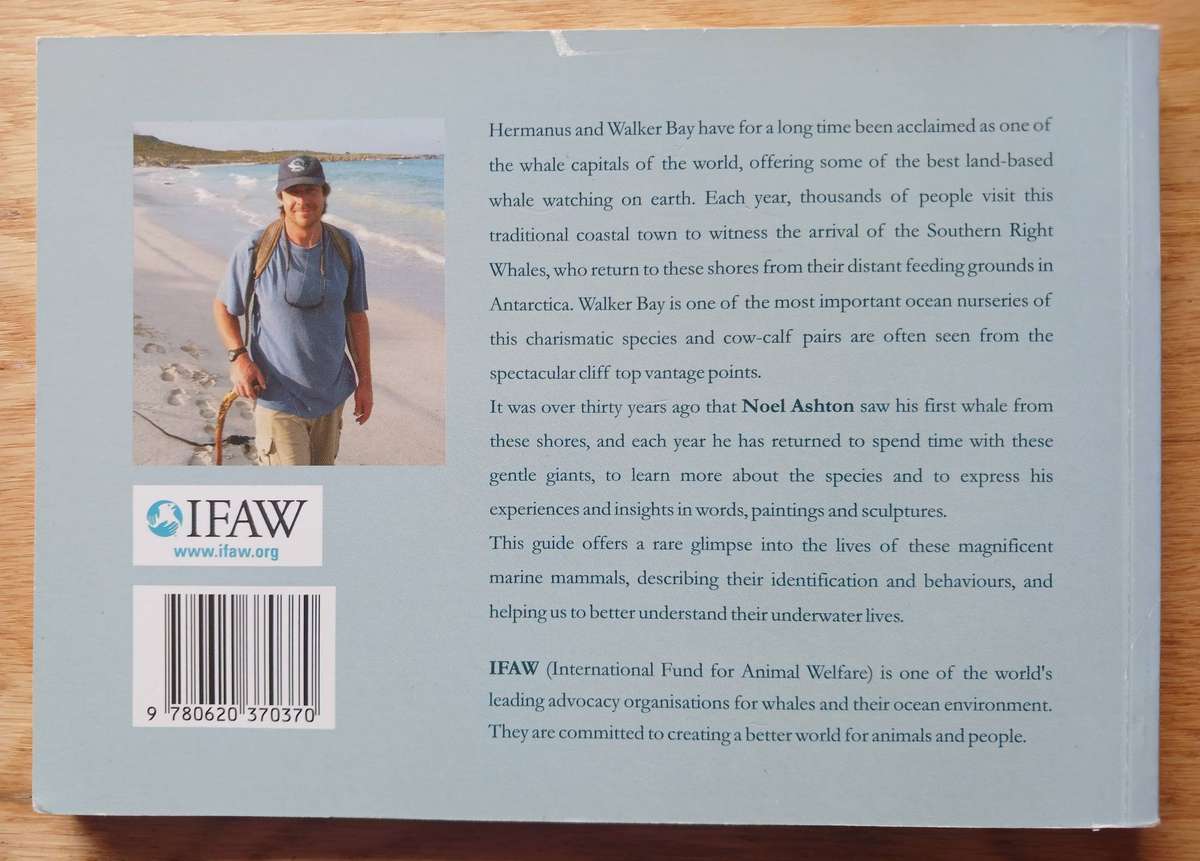 Hermanus and Walker Bay have for a long time been acclaimed as one of
the whale capitals of the world, offering some of the best land-based
whale watching on earth. Each year, thousands of people visit this
traditional coastal town to witness the arrival of the Southern Right
Whales, who return to these shores from their distant feeding grounds in
Antarctica. Walker Bay is one of the most important ocean nurseries of
this charismatic species and cow-calf pairs are often seen from the
spectacular cliff top vantage points.
It was over thirty years ago that Noel Ashton saw his first whale from
these shores, and each year he has returned to spend time with these
gentle giants, to learn more about the species and to express his
experiences and insights in words, paintings and sculptures.
This guide offers a rare glimpse into the lives of these magnificent
marine mammals, describing their identification and behaviours, and
helping us to better understand their underwater lives.
IFAW (International Fund for Animal Welfare) is one of the world's
leading advocacy organisations for whales and their ocean environment.
They are committed to creating a better world for animals and people.
IFAW
www.ifaw.org
9 780620 370370